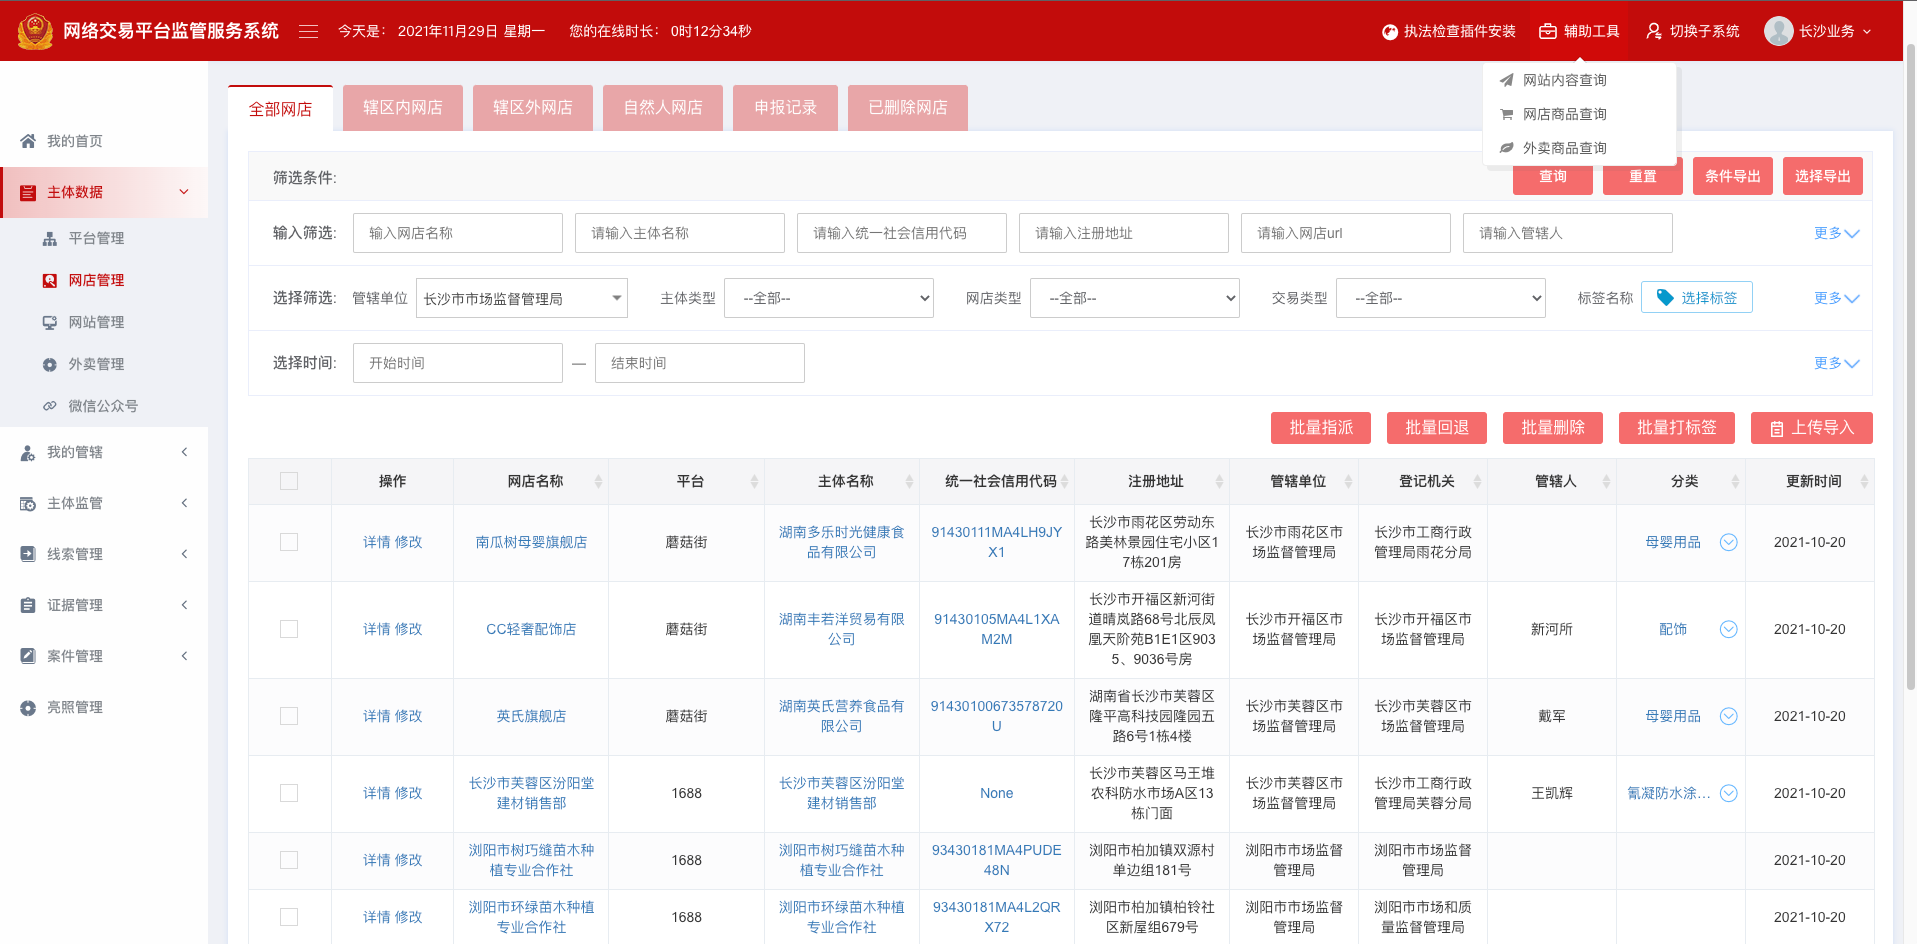 网络交易平台监管服务系统
今天是： 2021年11月29日 星期一 您的在线时长： 0时12分34秒
执法检查插件安装
辅助工具
切换子系统
长沙业务
网站内容查询
网店商品查询
外卖商品查询
我的首页
主体数据
平台管理
网店管理
网站管理
外卖管理
微信公众号
我的管辖
主体监管
线索管理
证据管理
案件管理
亮照管理
全部网店 辖区内网店 辖区外网店 自然人网店 申报记录 已删除网店
筛选条件: 查询 重置 条件导出 选择导出
输入筛选: 输入网店名称 请输入主体名称 请输入统一社会信用代码 请输入注册地址 请输入网店url 请输入管辖人 更多
选择筛选: 管辖单位 长沙市市场监督管理局 主体类型 --全部-- 网店类型 --全部-- 交易类型 --全部-- 标签名称 选择标签 更多
选择时间: 开始时间 — 结束时间 更多
批量指派 批量回退 批量删除 批量打标签 上传导入
操作 网店名称 平台 主体名称 统一社会信用代码 注册地址 管辖单位 登记机关 管辖人 分类 更新时间
详情 修改
南瓜树母婴旗舰店
蘑菇街
湖南多乐时光健康食
品有限公司
91430111MA4LH9JY
X1
长沙市雨花区劳动东
路美林景园住宅小区1
7栋201房
长沙市雨花区市
场监督管理局
长沙市工商行政
管理局雨花分局
母婴用品
2021-10-20
详情 修改
CC轻奢配饰店
蘑菇街
湖南丰若洋贸易有限
公司
91430105MA4L1XA
M2M
长沙市开福区新河街
道晴岚路68号北辰凤
凰天阶苑B1E1区903
5、9036号房
长沙市开福区市
场监督管理局
长沙市开福区市
场监督管理局
新河所
配饰
2021-10-20
详情 修改
英氏旗舰店
蘑菇街
湖南英氏营养食品有
限公司
91430100673578720
U
湖南省长沙市芙蓉区
隆平高科技园隆园五
路6号1栋4楼
长沙市芙蓉区市
场监督管理局
长沙市芙蓉区市
场监督管理局
戴军
母婴用品
2021-10-20
详情 修改
长沙市芙蓉区汾阳堂
建材销售部
1688
长沙市芙蓉区汾阳堂
建材销售部
None
长沙市芙蓉区马王堆
农科防水市场A区13
栋门面
长沙市芙蓉区市
场监督管理局
长沙市工商行政
管理局芙蓉分局
王凯辉
氰凝防水涂...
2021-10-20
详情 修改
浏阳市树巧缝苗木种
植专业合作社
1688
浏阳市树巧缝苗木种
植专业合作社
93430181MA4PUDE
48N
浏阳市柏加镇双源村
单边组181号
浏阳市市场监督
管理局
浏阳市市场监督
管理局
2021-10-20
详情 修改
浏阳市环绿苗木种植
专业合作社
1688
浏阳市环绿苗木种植
专业合作社
93430181MA4L2QR
X72
浏阳市柏加镇柏铃社
区新屋组679号
浏阳市市场监督
管理局
浏阳市市场和质
量监督管理局
2021-10-20